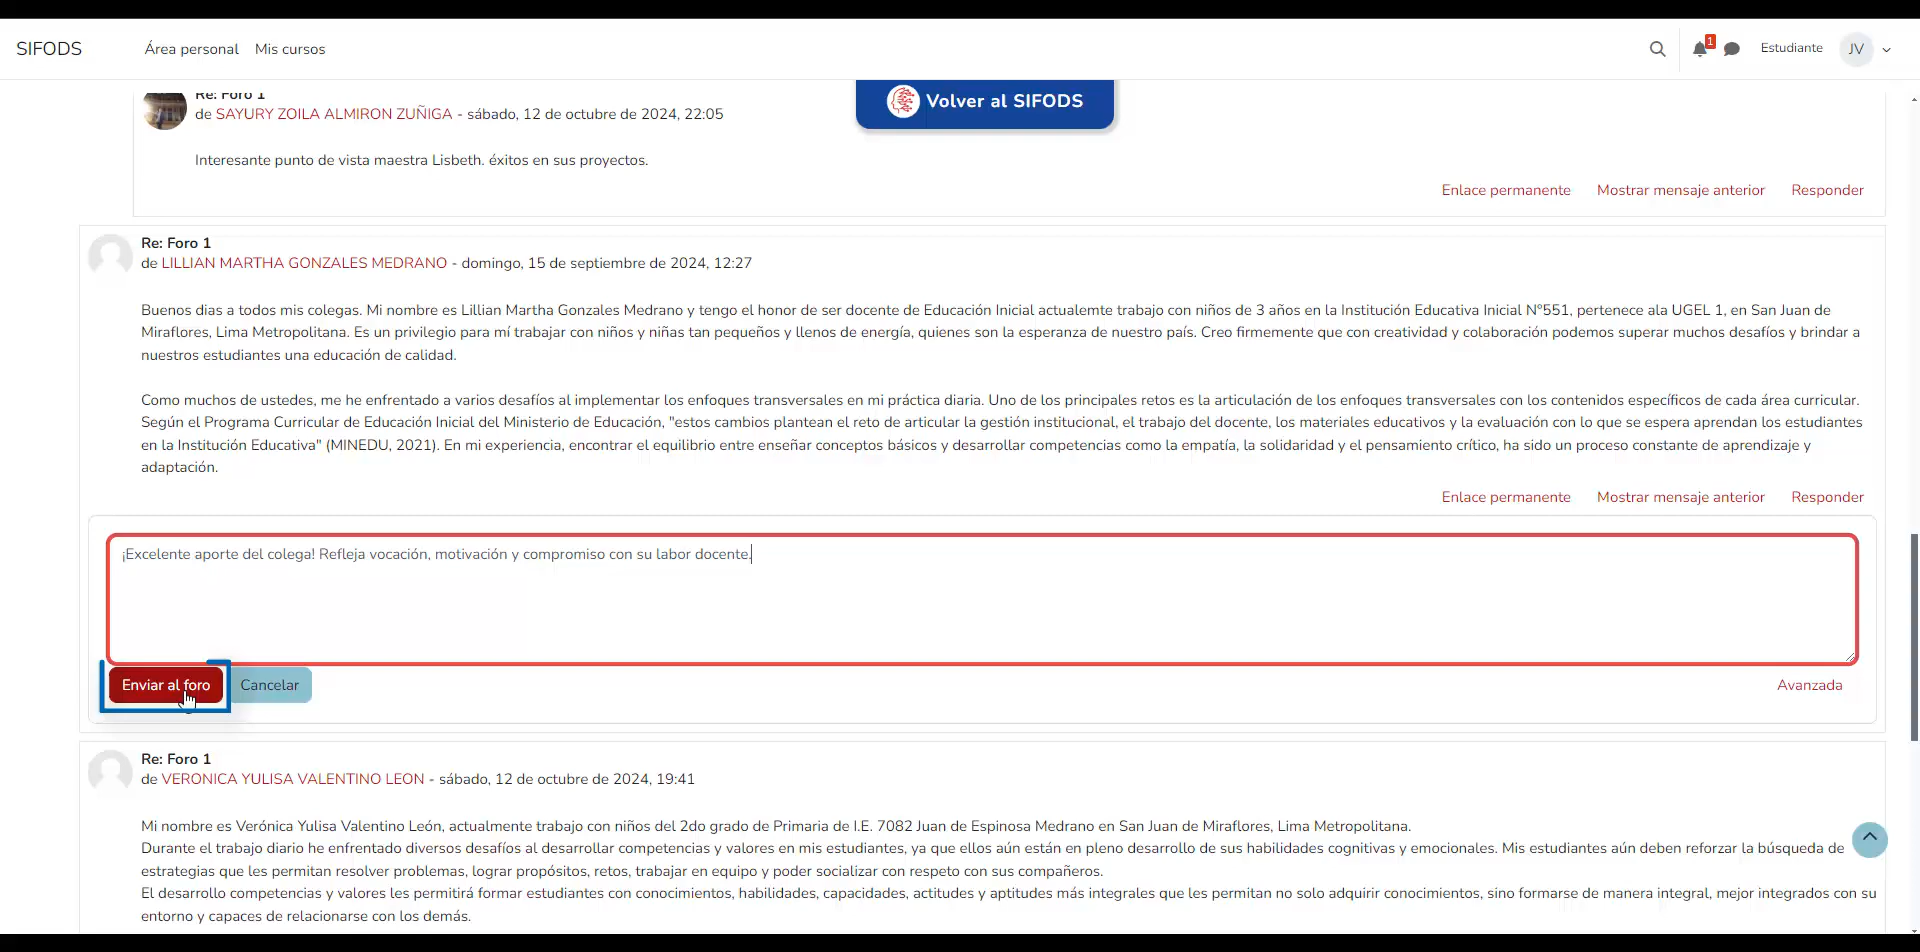 SIFODS
Área personal
Mis cursos
1
Estudiante
JV
Volver al SIFODS
Re: Foro 1
de SAYURY ZOILA ALMIRON ZUÑIGA - sábado, 12 de octubre de 2024, 22:05
Interesante punto de vista maestra Lisbeth. éxitos en sus proyectos.
Enlace permanente Mostrar mensaje anterior Responder
Re: Foro 1
de LILLIAN MARTHA GONZALES MEDRANO - domingo, 15 de septiembre de 2024, 12:27
Buenos dias a todos mis colegas. Mi nombre es Lillian Martha Gonzales Medrano y tengo el honor de ser docente de Educación Inicial actualemte trabajo con niños de 3 años en la Institución Educativa Inicial N°551, pertenece ala UGEL 1, en San Juan de
Miraflores, Lima Metropolitana. Es un privilegio para mí trabajar con niños y niñas tan pequeños y llenos de energía, quienes son la esperanza de nuestro país. Creo firmemente que con creatividad y colaboración podemos superar muchos desafíos y brindar a
nuestros estudiantes una educación de calidad.
Como muchos de ustedes, me he enfrentado a varios desafíos al implementar los enfoques transversales en mi práctica diaria. Uno de los principales retos es la articulación de los enfoques transversales con los contenidos específicos de cada área curricular.
Según el Programa Curricular de Educación Inicial del Ministerio de Educación, "estos cambios plantean el reto de articular la gestión institucional, el trabajo del docente, los materiales educativos y la evaluación con lo que se espera aprendan los estudiantes
en la Institución Educativa" (MINEDU, 2021). En mi experiencia, encontrar el equilibrio entre enseñar conceptos básicos y desarrollar competencias como la empatía, la solidaridad y el pensamiento crítico, ha sido un proceso constante de aprendizaje y
adaptación.
Enlace permanente Mostrar mensaje anterior Responder
¡Excelente aporte del colega! Refleja vocación, motivación y compromiso con su labor docente.
Enviar al foro
Cancelar
Avanzada
Re: Foro 1
de VERONICA YULISA VALENTINO LEON - sábado, 12 de octubre de 2024, 19:41
Mi nombre es Verónica Yulisa Valentino León, actualmente trabajo con niños del 2do grado de Primaria de I.E. 7082 Juan de Espinosa Medrano en San Juan de Miraflores, Lima Metropolitana.
Durante el trabajo diario he enfrentado diversos desafíos al desarrollar competencias y valores en mis estudiantes, ya que ellos aún están en pleno desarrollo de sus habilidades cognitivas y emocionales. Mis estudiantes aún deben reforzar la búsqueda de
estrategias que les permitan resolver problemas, lograr propósitos, retos, trabajar en equipo y poder socializar con respeto con sus compañeros.
El desarrollo competencias y valores les permitirá formar estudiantes con conocimientos, habilidades, capacidades, actitudes y aptitudes más integrales que les permitan no solo adquirir conocimientos, sino formarse de manera integral, mejor integrados con su
entorno y capaces de relacionarse con los demás.